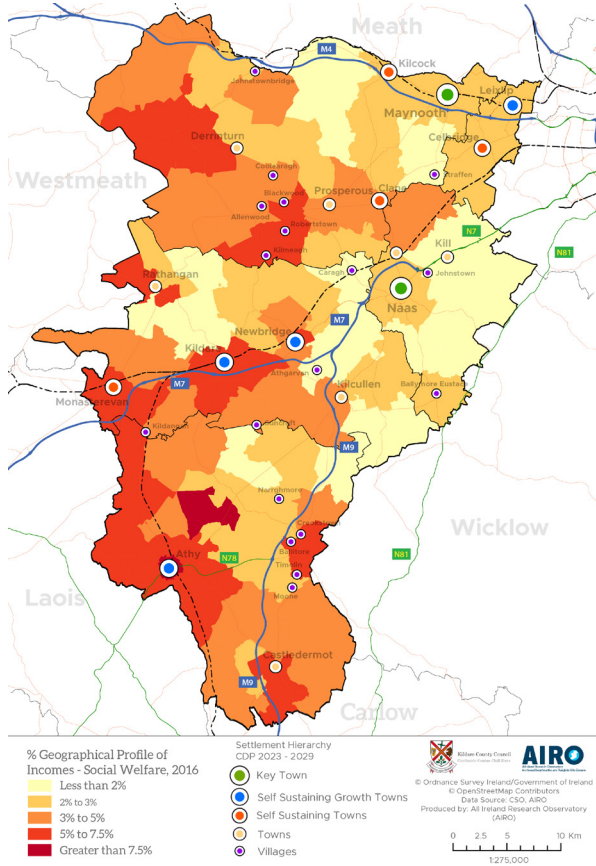 Meath
M4
Kilcock
Johnstownbridge
Leixlip
Maynooth
Derrinturn
Celbridge
Coill Dubh
Straffan
Westmeath
Blackwood
Prosperous
Clane
Allenwood
Robertstown
Kilmeagh
Kill
N7
N81
Caragh
Johnstown
Rathangan
Naas
M7
Newbridge
Kildare
M7
Athgarvan
Kilcullen
Ballymore Eustace
Monasterevan
Kildangan
Suncroft
M9
Narraghmore
Wicklow
Crookstown
Ballitore
Athy
N78
N81
Timolin
Moone
Laois
Castledermot
M9
Carlow
% Geographical Profile of
Incomes - Social Welfare, 2016
Less than 2%
2% to 3%
3% to 5%
5% to 7.5%
Greater than 7.5%
Settlement Hierarchy
CDP 2023 - 2029
Key Town
Self Sustaining Growth Towns
Self Sustaining Towns
Towns
Villages
Kildare County Council
AIRO
© Ordnance Survey Ireland/Government of Ireland
© OpenStreetMap Contributors
Data Source: CSO, AIRO
Produced by: All Ireland Research Observatory
(AIRO)
0 2.5 5 10 Km
1:275,000